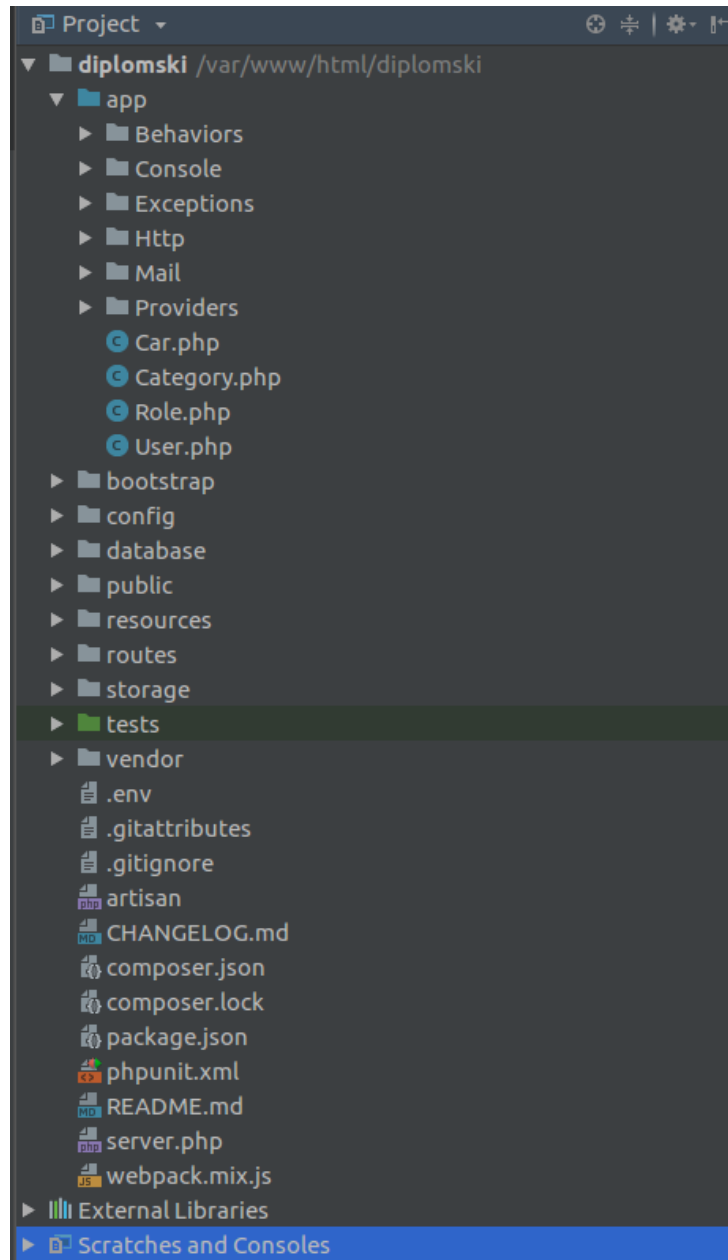 Project
diplomski /var/www/html/diplomski
app
Behaviors
Console
Exceptions
Http
Mail
Providers
Car.php
Category.php
Role.php
User.php
bootstrap
config
database
public
resources
routes
storage
tests
vendor
.env
.gitattributes
.gitignore
artisan
CHANGELOG.md
composer.json
composer.lock
package.json
phpunit.xml
README.md
server.php
webpack.mix.js
External Libraries
Scratches and Consoles